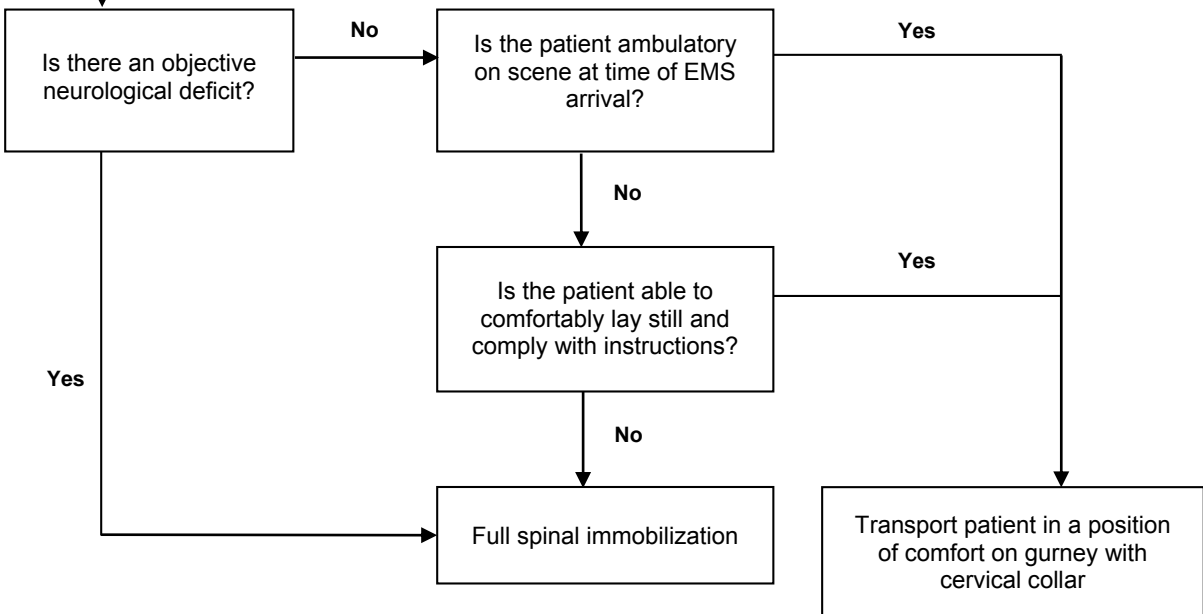 No
Yes
Is there an objective
neurological deficit?
Is the patient ambulatory
on scene at time of EMS
arrival?
No
Yes
Is the patient able to
comfortably lay still and
comply with instructions?
Yes
No
Full spinal immobilization
Transport patient in a position
of comfort on gurney with
cervical collar